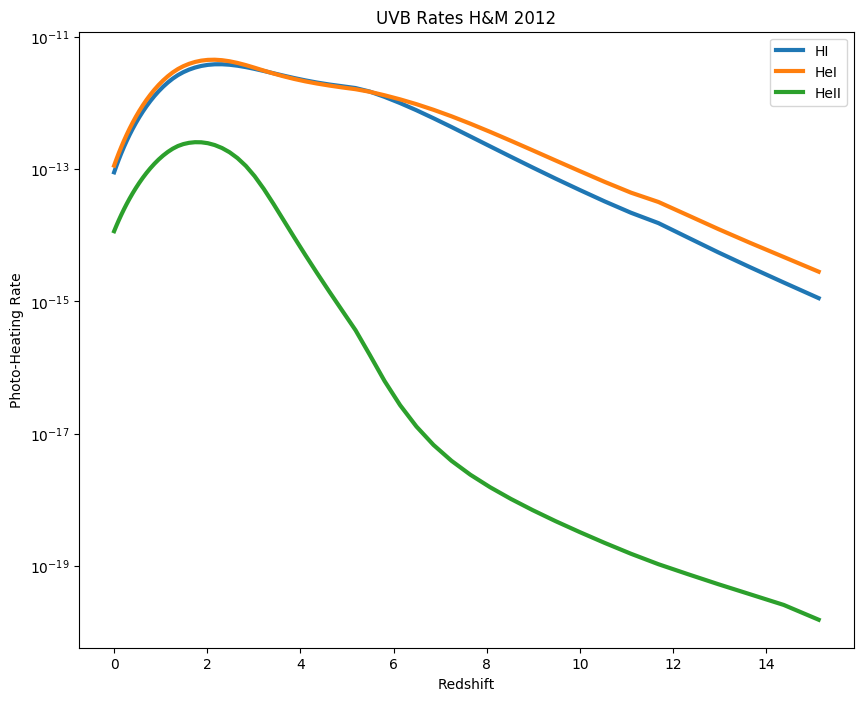 UVB Rates H&M 2012
10⁻¹¹
10⁻¹³
10⁻¹⁵
10⁻¹⁷
10⁻¹⁹
Photo-Heating Rate
HI
HeI
HeII
0 2 4 6 8 10 12 14
Redshift